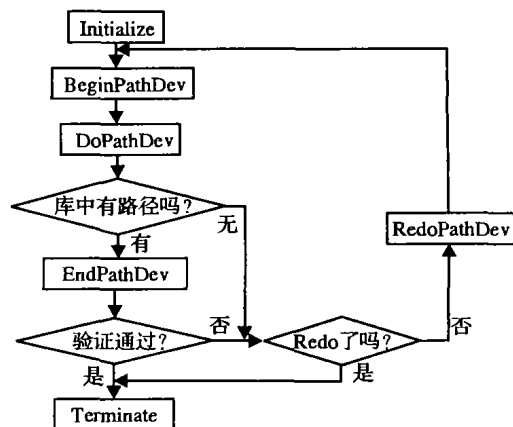 Initialize
BeginPathDev
DoPathDev
库中有路径吗?
无
有
RedoPathDev
EndPathDev
验证通过?
否
Redo了吗?
否
是
是
Terminate